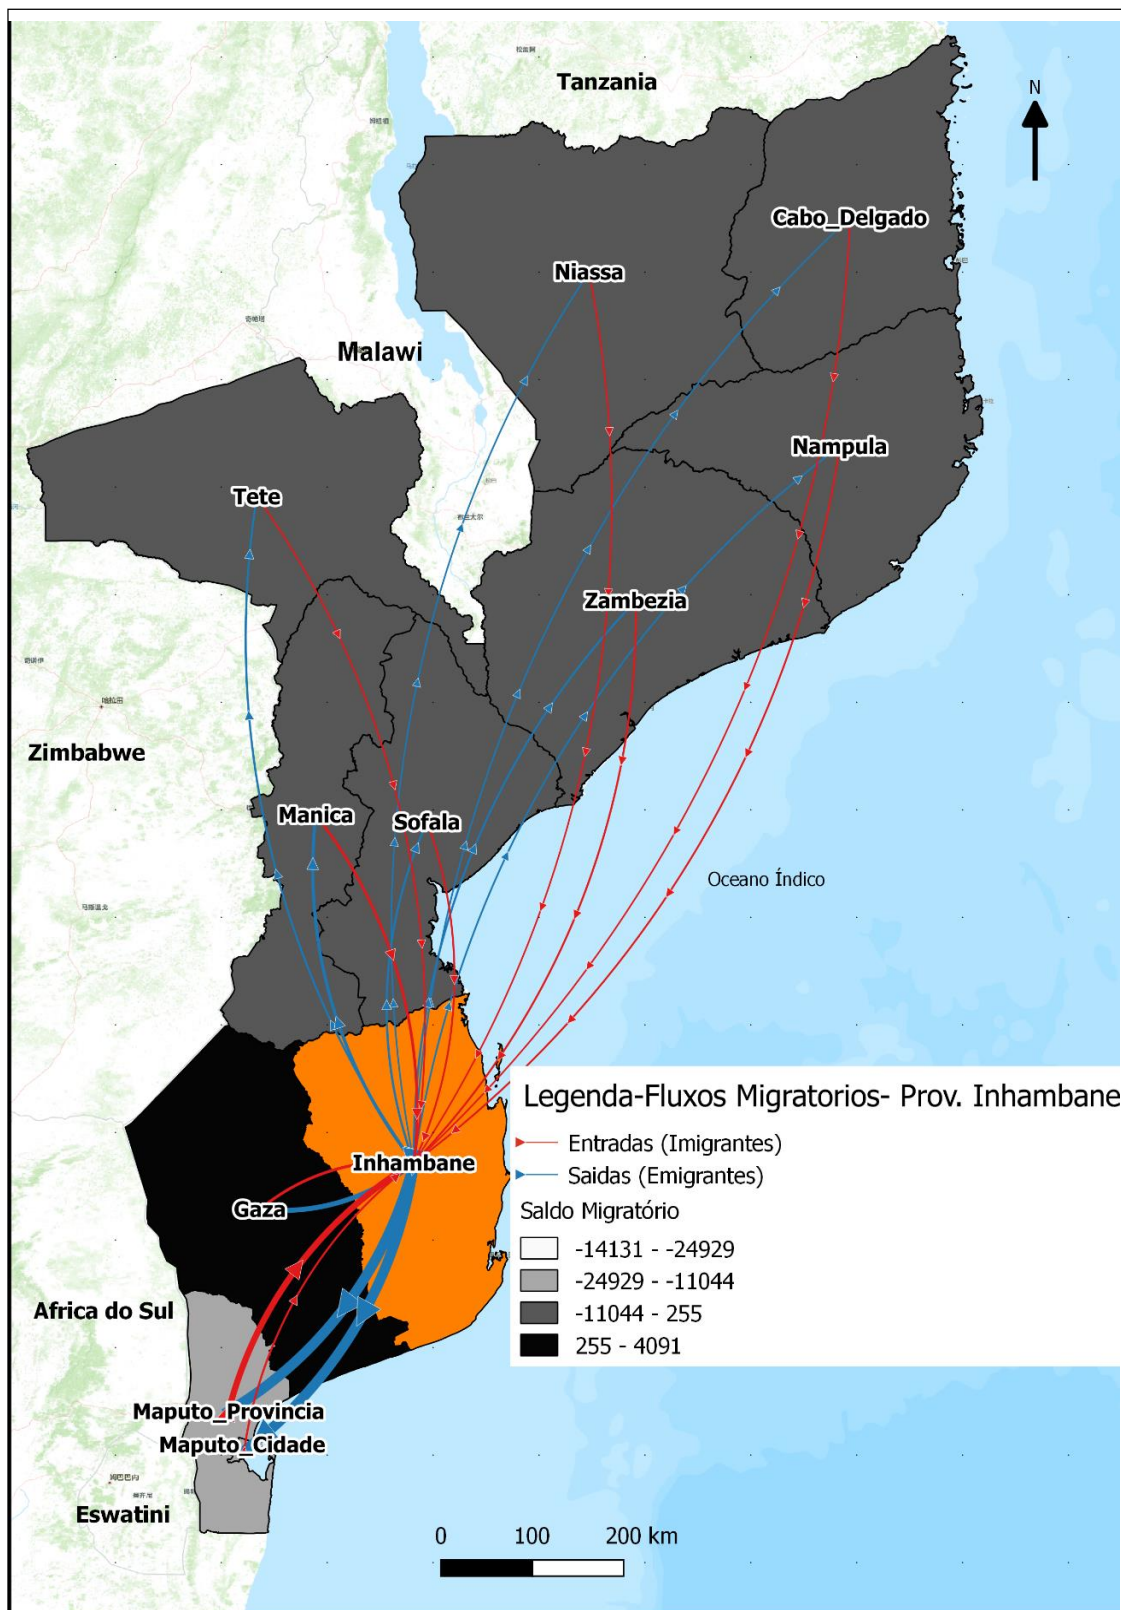 Tanzania
N
Cabo_Delgado
Niassa
Malawi
Nampula
Tete
Zambezia
Zimbabwe
Manica
Sofala
Oceano Índico
Legenda-Fluxos Migratorios- Prov. Inhambane
Entradas (Imigrantes)
Saidas (Emigrantes)
Saldo Migratório
-14131 - -24929
-24929 - -11044
-11044 - 255
255 - 4091
Inhambane
Gaza
Africa do Sul
Maputo_Provincia
Maputo_Cidade
Eswatini
0 100 200 km